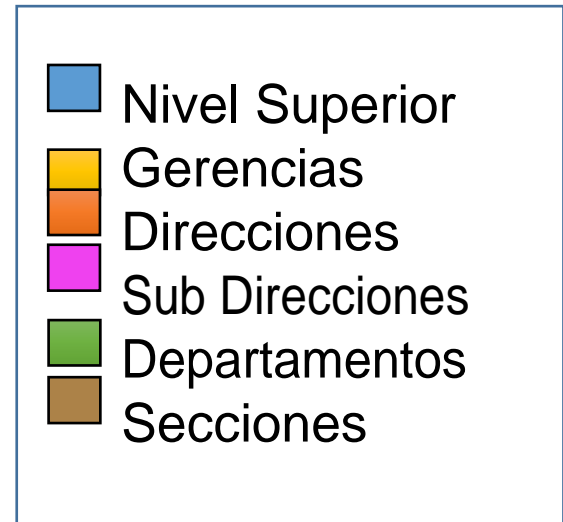 Nivel Superior
Gerencias
Direcciones
Sub Direcciones
Departamentos
Secciones